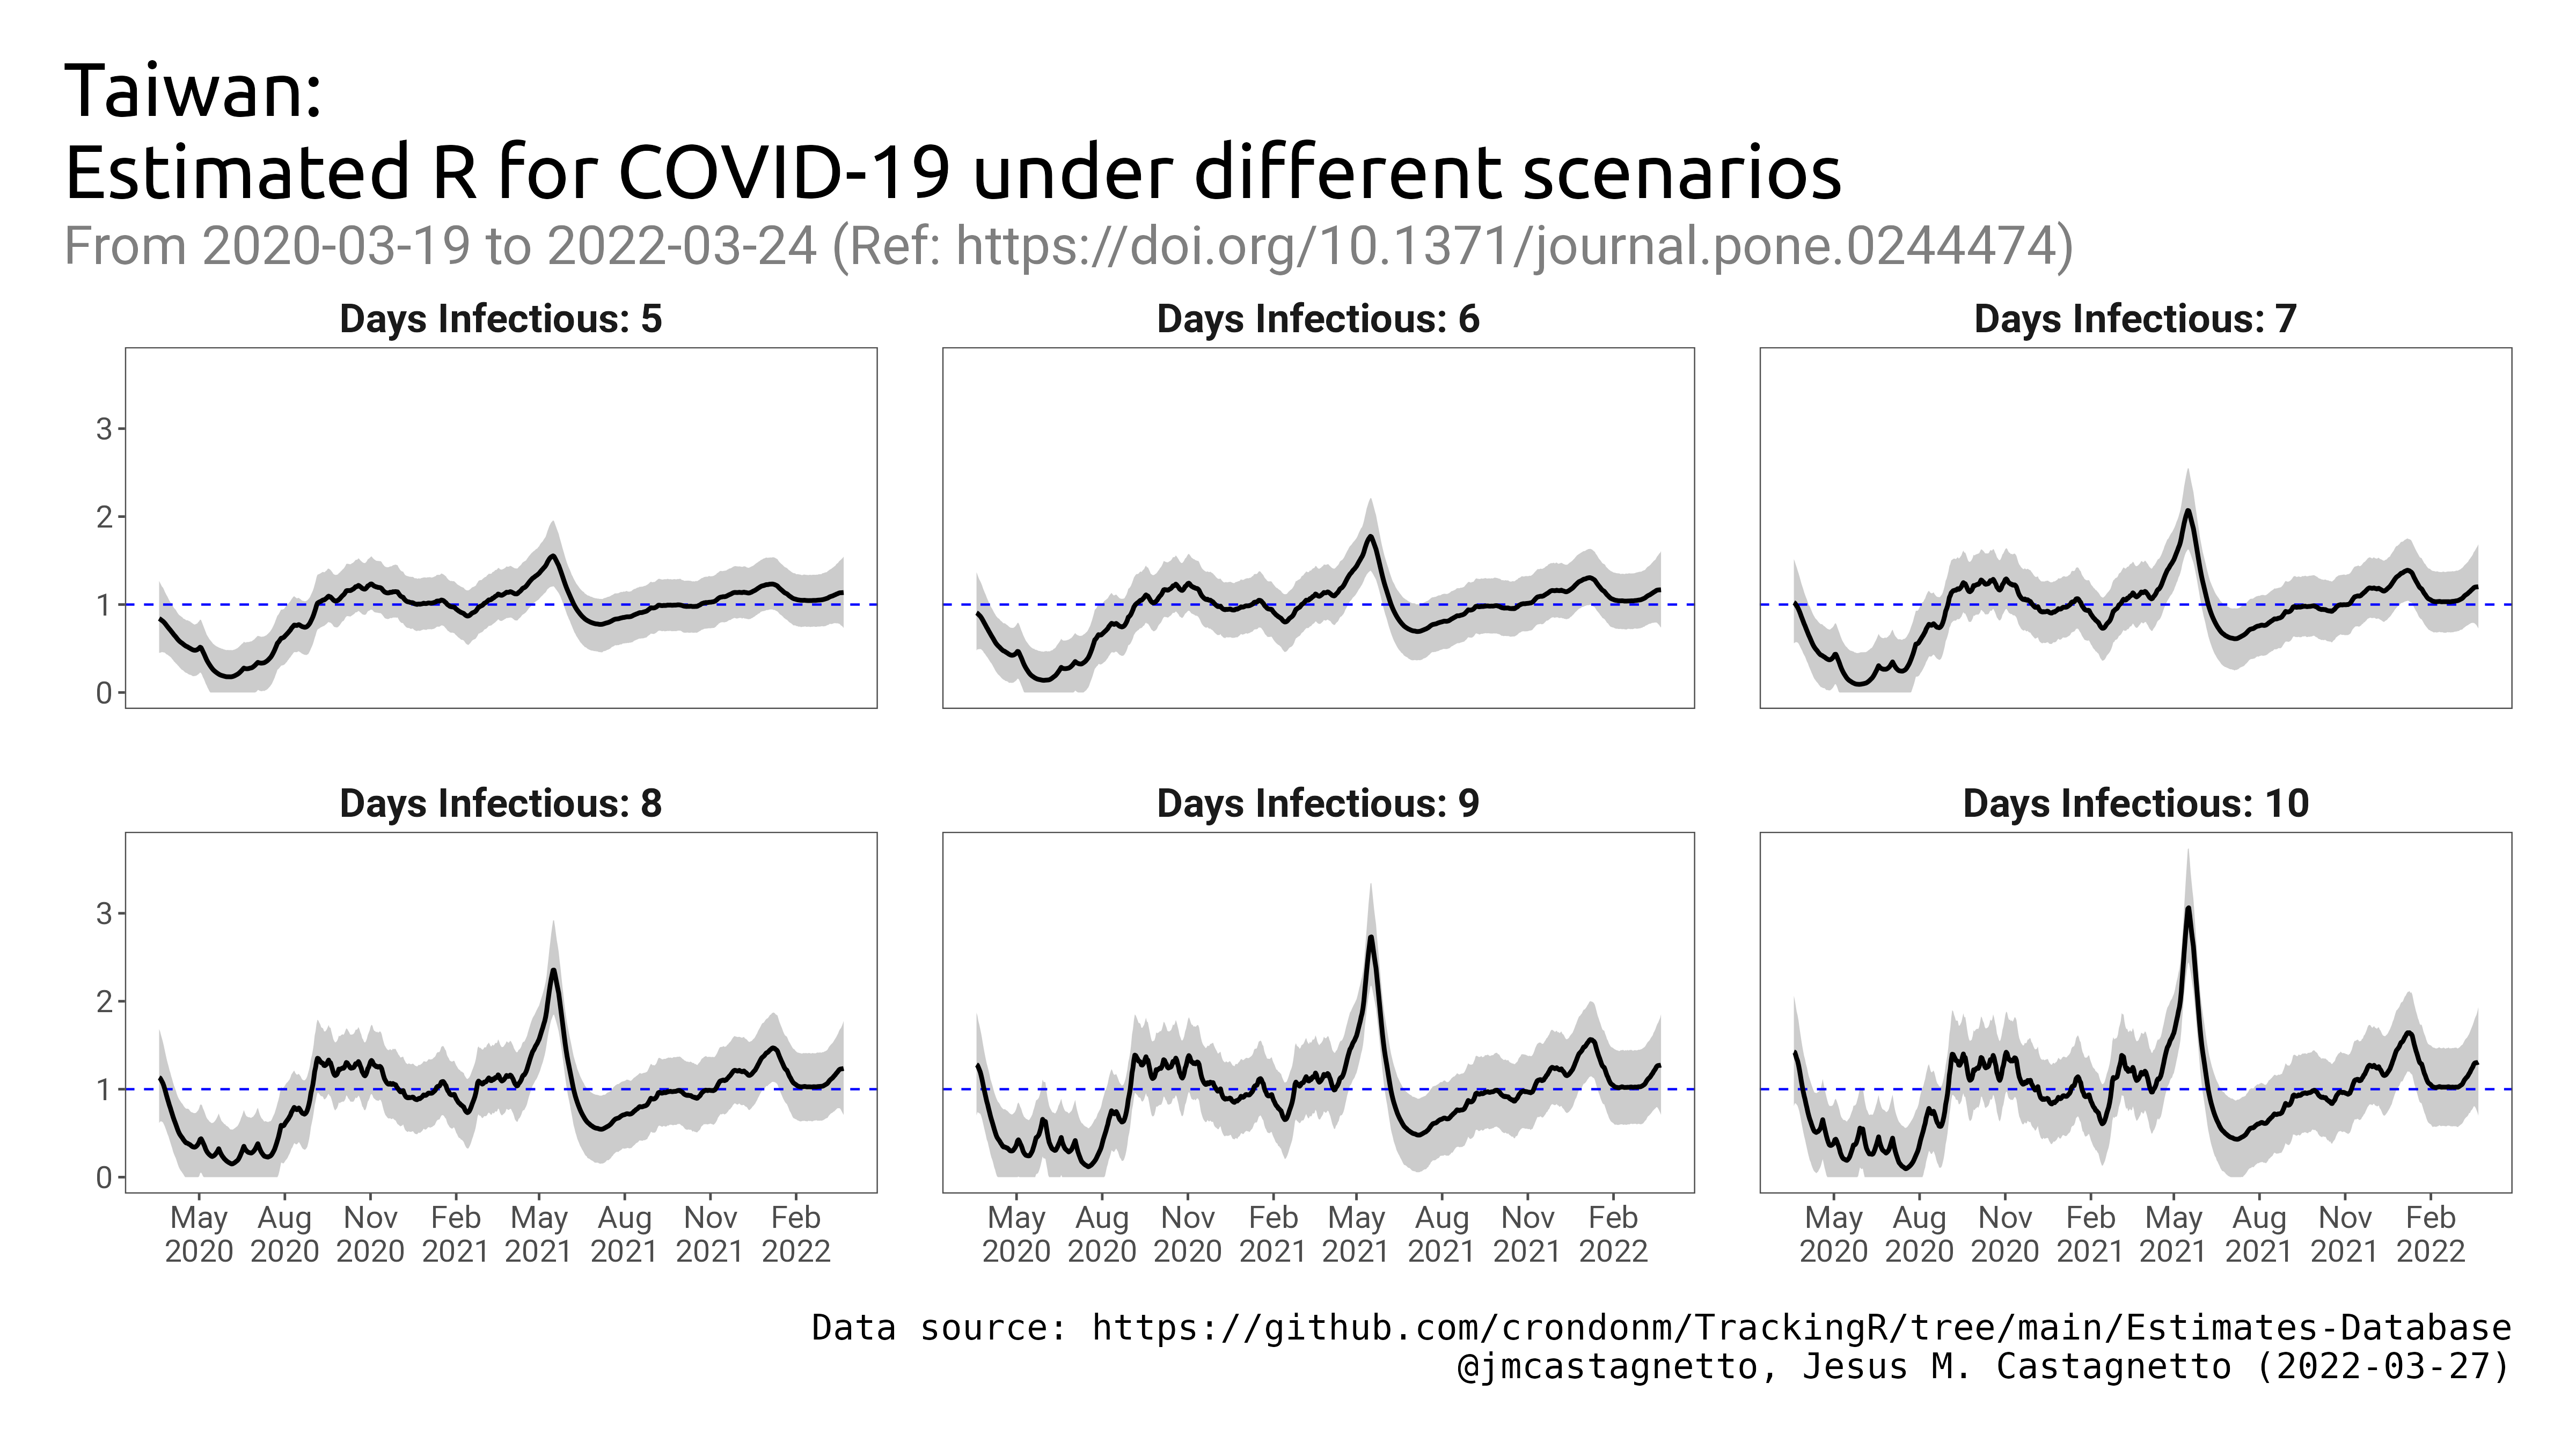 Taiwan:
Estimated R for COVID-19 under different scenarios
From 2020-03-19 to 2022-03-24 (Ref: https://doi.org/10.1371/journal.pone.0244474)
Days Infectious: 5
Days Infectious: 6
Days Infectious: 7
3
2
1
0
Days Infectious: 8
Days Infectious: 9
Days Infectious: 10
3
2
1
0
May Aug Nov Feb May Aug Nov Feb
2020 2020 2020 2021 2021 2021 2021 2022
May Aug Nov Feb May Aug Nov Feb
2020 2020 2020 2021 2021 2021 2021 2022
May Aug Nov Feb May Aug Nov Feb
2020 2020 2020 2021 2021 2021 2021 2022
Data source: https://github.com/crondonm/TrackingR/tree/main/Estimates-Database
@jmcastagnetto, Jesus M. Castagnetto (2022-03-27)